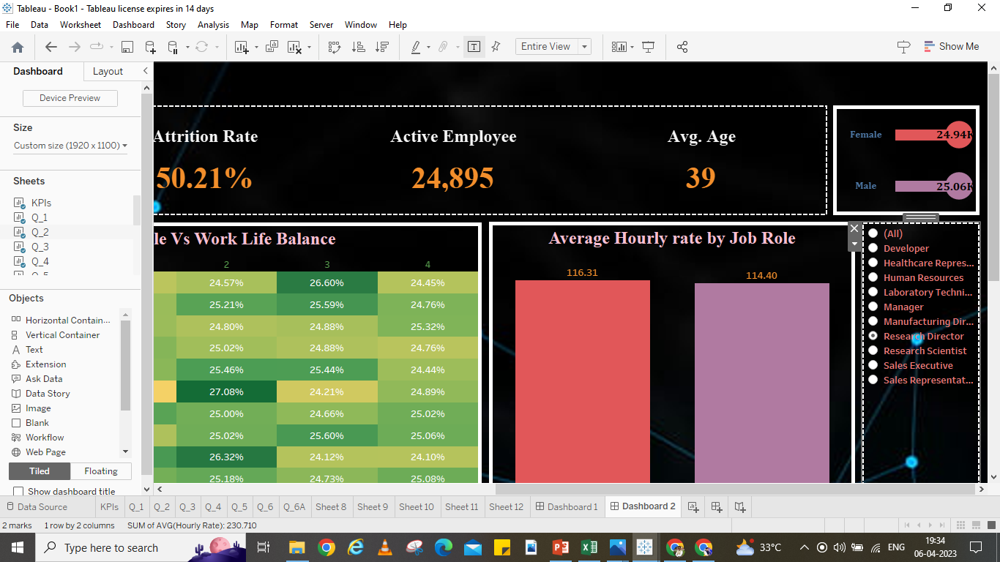 Tableau - Book1 - Tableau license expires in 14 days
File Data Worksheet Dashboard Story Analysis Map Format Server Window Help
Entire View
Show Me
Dashboard Layout
Device Preview
Size
Custom size (1920 x 1100)
Sheets
KPIs
Q_1
Q_2
Q_3
Q_4
Objects
Horizontal Contain...
Vertical Container
Text
Extension
Ask Data
Data Story
Image
Blank
Workflow
Web Page
Tiled Floating
Show dashboard title
Attrition Rate Active Employee Avg. Age
50.21% 24,895 39
Female 24.94K
Male 25.06K
le Vs Work Life Balance
2 3 4
24.57% 26.60% 24.45%
25.21% 25.59% 24.76%
24.80% 24.88% 25.32%
25.02% 24.88% 24.76%
25.46% 25.44% 24.44%
27.08% 24.21% 24.89%
25.00% 24.66% 25.02%
25.02% 25.60% 25.06%
26.32% 24.12% 24.10%
25.18% 24.73% 25.08%
Average Hourly rate by Job Role
116.31 114.40
(All)
Developer
Healthcare Repres...
Human Resources
Laboratory Techni...
Manager
Manufacturing Dir...
Research Director
Research Scientist
Sales Executive
Sales Representat...
Data Source KPIs Q_1 Q_2 Q_3 Q_4 Q_5 Q_6 Q_6A Sheet 8 Sheet 9 Sheet 10 Sheet 11 Sheet 12 Dashboard 1 Dashboard 2
2 marks 1 row by 2 columns SUM of AVG(Hourly Rate): 230.710
Type here to search
33°C
ENG
19:34
06-04-2023